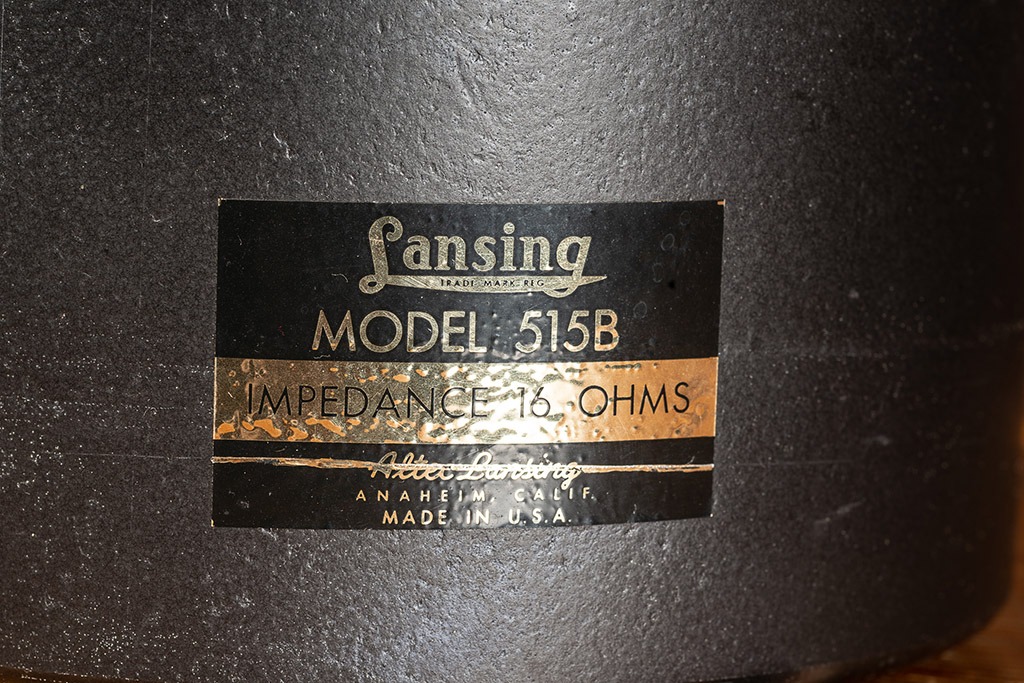 Lansing
TRADE MARK REG
MODEL 515B
IMPEDANCE 16 OHMS
Altec Lansing
ANAHEIM, CALIF.
MADE IN U.S.A.